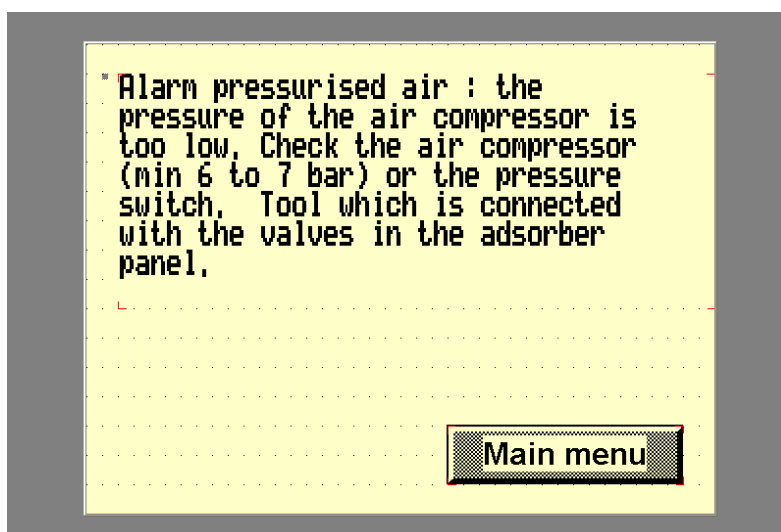 Alarm pressurised air : the
pressure of the air compressor is
too low. Check the air compressor
(min 6 to 7 bar) or the pressure
switch.  Tool which is connected
with the valves in the adsorber
panel.
Main menu